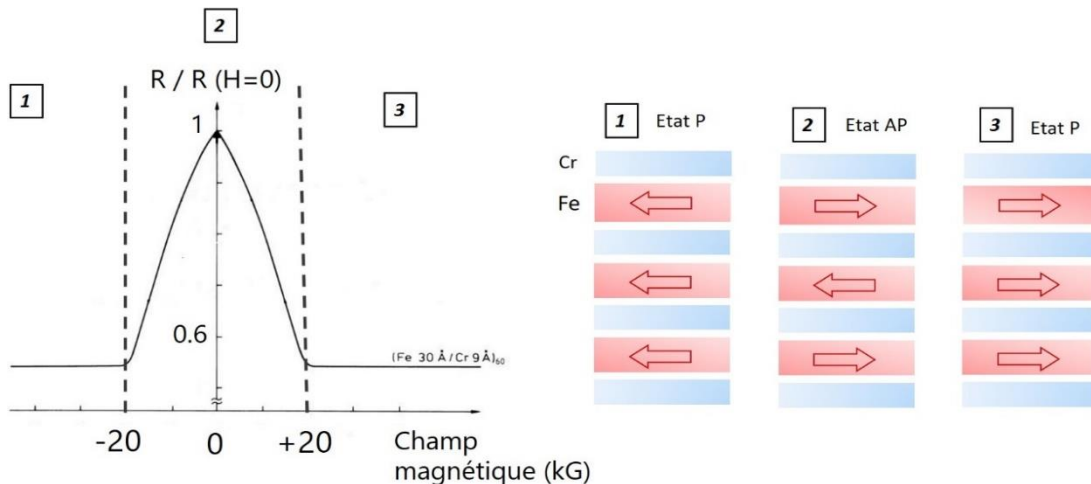 2
R / R (H=0)
1
3
1
0.6
(Fe 30 Å/Cr 9 Å)60
-20
0
+20
Champ
magnétique (kG)
1 Etat P
2 Etat AP
3 Etat P
Cr
Fe